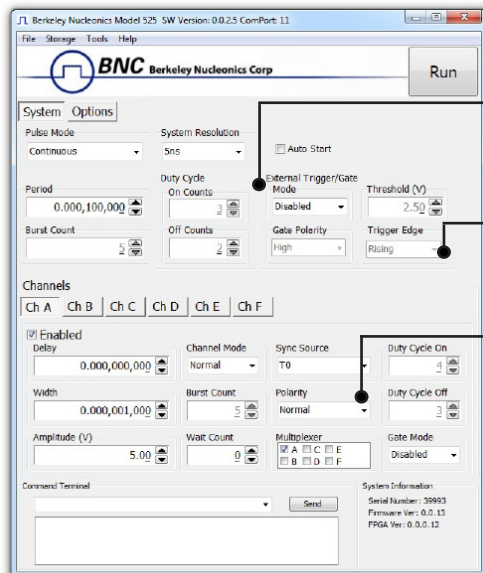 Berkeley Nucleonics Model 525 SW Version: 0.0.2.5 ComPort: 11
File Storage Tools Help
BNC Berkeley Nucleonics Corp
Run
System Options
Pulse Mode System Resolution
Continuous 5ns Auto Start
Duty Cycle External Trigger/Gate
Period On Counts Mode Threshold (V)
0.000,100,000 3 Disabled 2.50
Burst Count Off Counts Gate Polarity Trigger Edge
5 2 High Rising
Channels
Ch A Ch B Ch C Ch D Ch E Ch F
Enabled
Delay Channel Mode Sync Source Duty Cycle On
0.000,000,000 Normal T0 4
Width Burst Count Polarity Duty Cycle Off
0.000,001,000 5 Normal 3
Amplitude (V) Wait Count Multiplexer Gate Mode
5.00 0 A C E Disabled
B D F
Command Terminal System Information
Send Serial Number: 39993
Firmware Ver: 0.0.13
FPGA Ver: 0.0.0.12